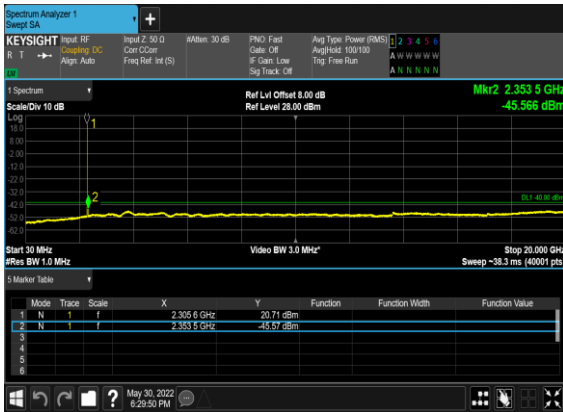 Spectrum Analyzer 1
Swept SA
KEYSIGHT Input: RF Input Z: 50 Ω #Atten: 30 dB PNO: Fast Avg Type: Power (RMS) 1 2 3 4 5 6
R T Coupling: DC Corr CCorr Gate: Off Avg|Hold: 100/100 A W W W W W
Align: Auto Freq Ref: Int (S) IF Gain: Low Trig: Free Run
LXI Sig Track: Off A N N N N N
1 Spectrum
Ref Lvl Offset 8.00 dB Mkr2 2.353 5 GHz
Scale/Div 10 dB Ref Level 28.00 dBm -45.566 dBm
Log
18.0
8.00
-2.00
-12.0
-22.0
-32.0
-42.0
-52.0
-62.0
1
2
DL1 -40.00 dBm
Start 30 MHz Video BW 3.0 MHz* Stop 20.000 GHz
#Res BW 1.0 MHz Sweep ~38.3 ms (40001 pts)
5 Marker Table
Mode Trace Scale X Y Function Function Width Function Value
1 N 1 f 2.305 6 GHz 20.71 dBm
2 N 1 f 2.353 5 GHz -45.57 dBm
3
4
5
6
? May 30, 2022
6:29:50 PM